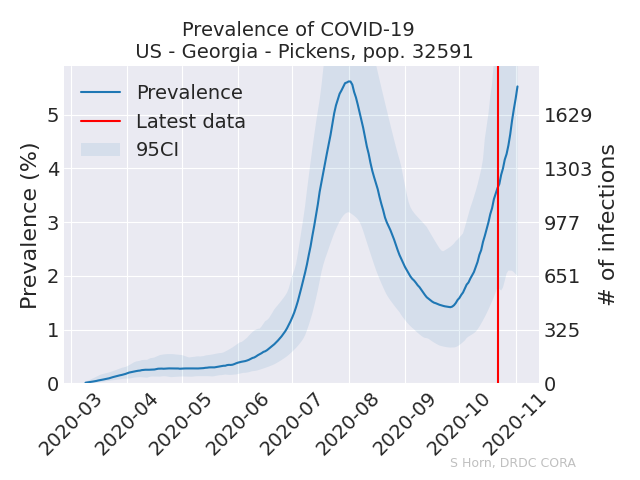 Prevalence of COVID-19
US - Georgia - Pickens, pop. 32591
Prevalence
Latest data
95CI
Prevalence (%)
5
4
3
2
1
0
1629
1303
977
651
325
0
# of infections
2020-03
2020-04
2020-05
2020-06
2020-07
2020-08
2020-09
2020-10
2020-11
S Horn, DRDC CORA